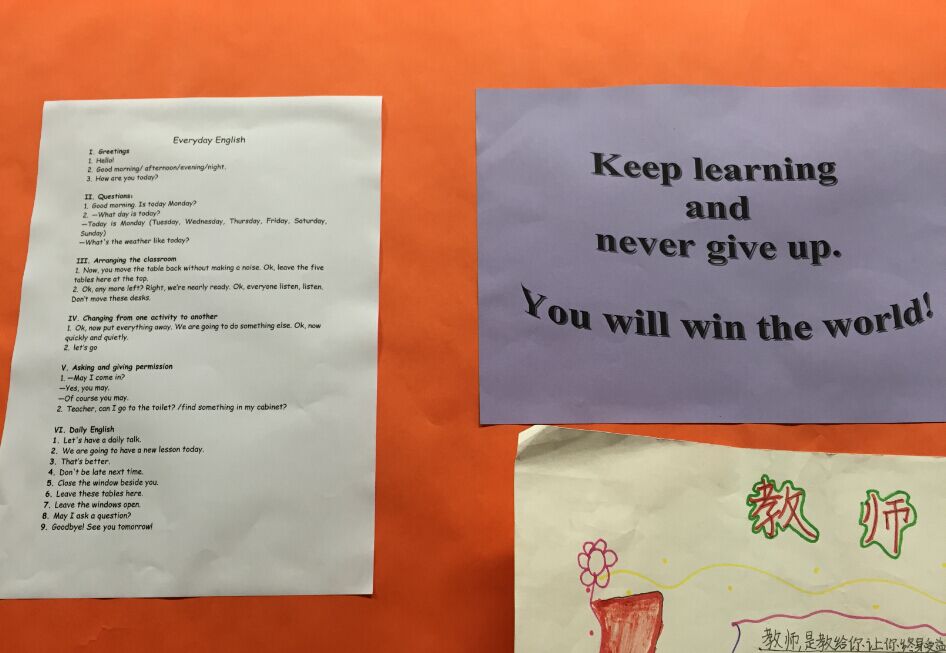 Everyday English
I. Greetings
1. Hello!
2. Good morning/ afternoon/evening/night.
3. How are you today?
II. Questions:
1. Good morning. Is today Monday?
2. —What day is today?
—Today is Monday (Tuesday, Wednesday, Thursday, Friday, Saturday,
Sunday)
—What's the weather like today?
III. Arranging the classroom
1. Now, you move the table back without making a noise. Ok, leave the five
tables here at the top.
2. Ok, any more left? Right, we're nearly ready. Ok, everyone listen, listen.
Don't move these desks.
IV. Changing from one activity to another
1. Ok, now put everything away. We are going to do something else. Ok, now
quickly and quietly.
2. let's go
V. Asking and giving permission
1. —May I come in?
—Yes, you may.
—Of course you may.
2. Teacher, can I go to the toilet? /find something in my cabinet?
VI. Daily English
1. Let's have a daily talk.
2. We are going to have a new lesson today.
3. That's better.
4. Don't be late next time.
5. Close the window beside you.
6. Leave these tables here.
7. Leave the windows open.
8. May I ask a question?
9. Goodbye! See you tomorrow!
Keep learning
and
never give up.
You will win the world!
教师
教师,是教给你,让你终身受益